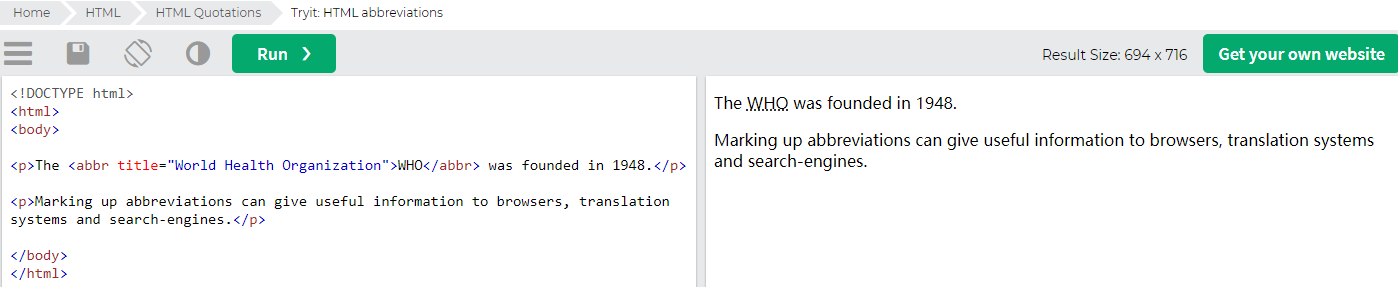 Home HTML HTML Quotations Tryit: HTML abbreviations
Run ❯ Result Size: 694 x 716 Get your own website
<!DOCTYPE html>
<html>
<body>
<p>The <abbr title="World Health Organization">WHO</abbr> was founded in 1948.</p>
<p>Marking up abbreviations can give useful information to browsers, translation
systems and search-engines.</p>
</body>
</html>
The WHO was founded in 1948.
Marking up abbreviations can give useful information to browsers, translation systems
and search-engines.